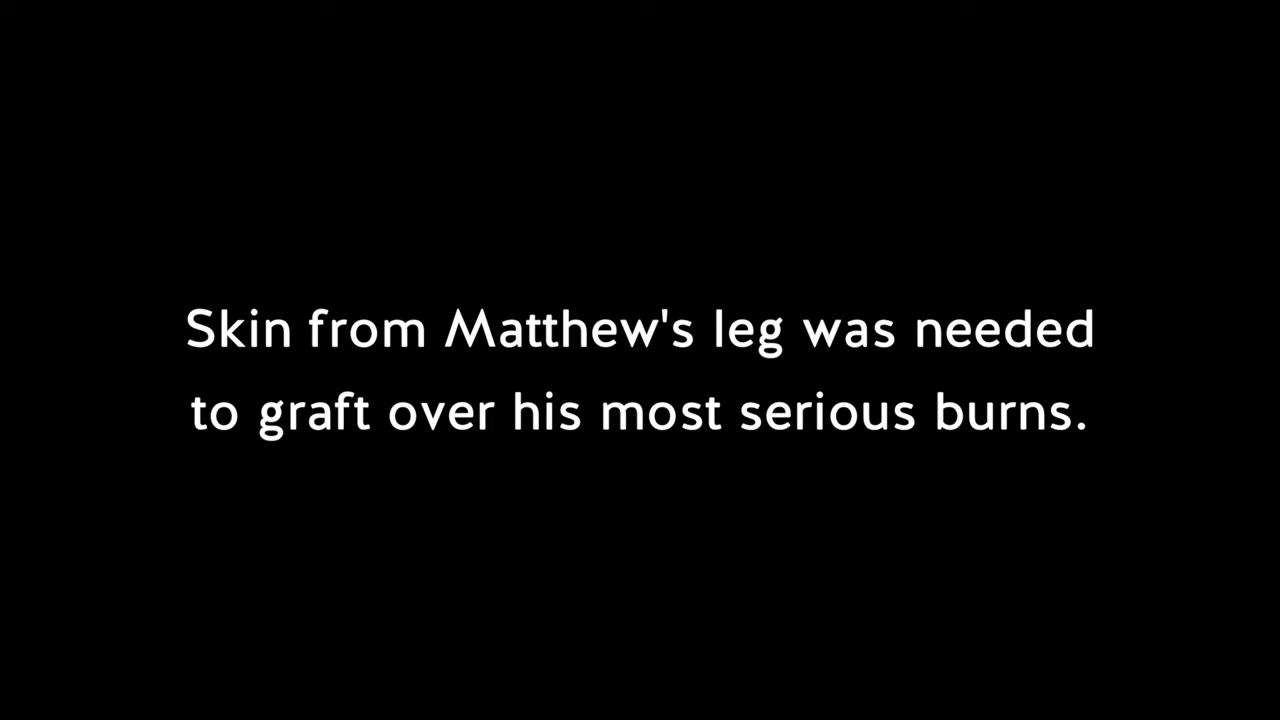 Skin from Matthew's leg was needed
to graft over his most serious burns.